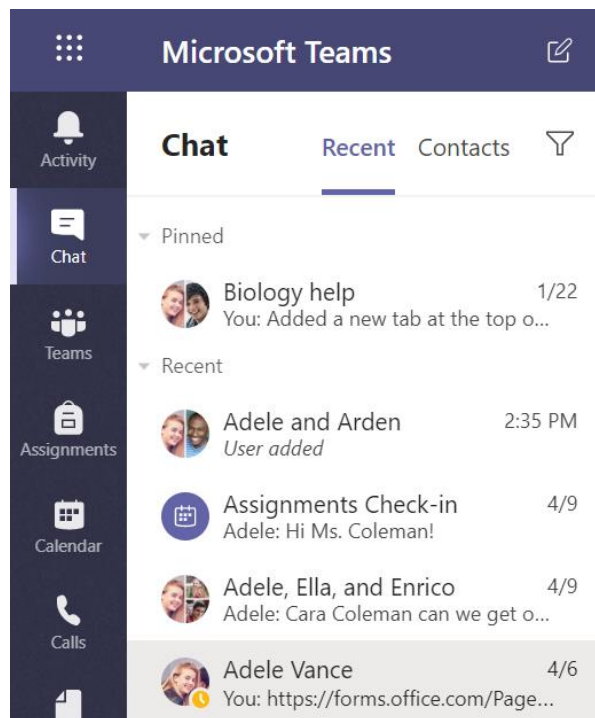 Microsoft Teams
Activity
Chat
Teams
Assignments
Calendar
Calls
Chat Recent Contacts
Pinned
Biology help 1/22
You: Added a new tab at the top o...
Recent
Adele and Arden 2:35 PM
User added
Assignments Check-in 4/9
Adele: Hi Ms. Coleman!
Adele, Ella, and Enrico 4/9
Adele: Cara Coleman can we get o...
Adele Vance 4/6
You: https://forms.office.com/Page...